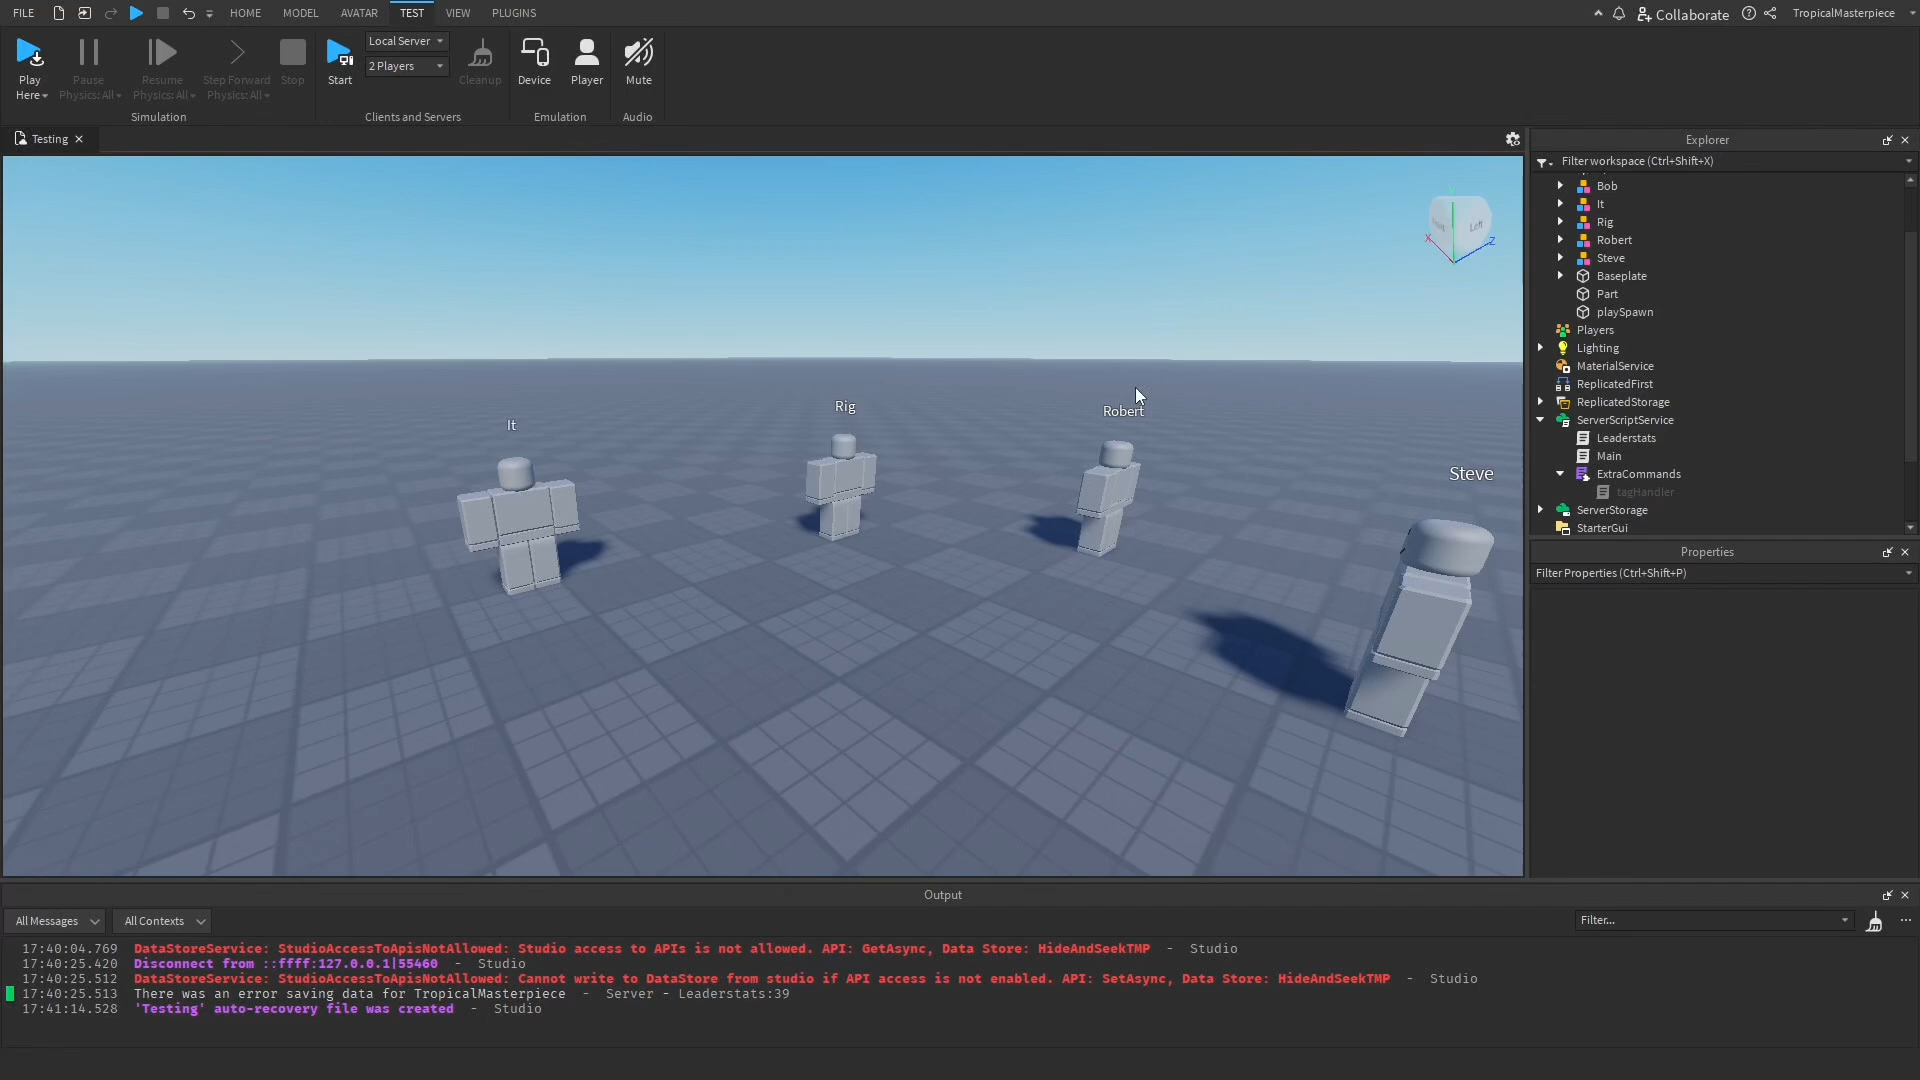 FILE HOME MODEL AVATAR TEST VIEW PLUGINS Collaborate TropicalMasterpiece
Play Here Pause Physics: All Resume Physics: All Step Forward Physics: All Stop
Start Local Server 2 Players Cleanup Device Player Mute
Simulation Clients and Servers Emulation Audio
Testing
Explorer
Filter workspace (Ctrl+Shift+X)
Bob
It
Rig
Robert
Steve
Baseplate
Part
playSpawn
Players
Lighting
MaterialService
ReplicatedFirst
ReplicatedStorage
ServerScriptService
Leaderstats
Main
ExtraCommands
tagHandler
ServerStorage
StarterGui
Properties
Filter Properties (Ctrl+Shift+P)
Y
Left
X
Z
Rig
Robert
It
Steve
Output
All Messages All Contexts Filter...
17:40:04.769 DataStoreService: StudioAccessToApisNotAllowed: Studio access to APIs is not allowed. API: GetAsync, Data Store: HideAndSeekTMP - Studio
17:40:25.420 Disconnect from ::ffff:127.0.0.1|55460 - Studio
17:40:25.512 DataStoreService: StudioAccessToApisNotAllowed: Cannot write to DataStore from studio if API access is not enabled. API: SetAsync, Data Store: HideAndSeekTMP - Studio
17:40:25.513 There was an error saving data for TropicalMasterpiece - Server - Leaderstats:39
17:41:14.528 'Testing' auto-recovery file was created - Studio